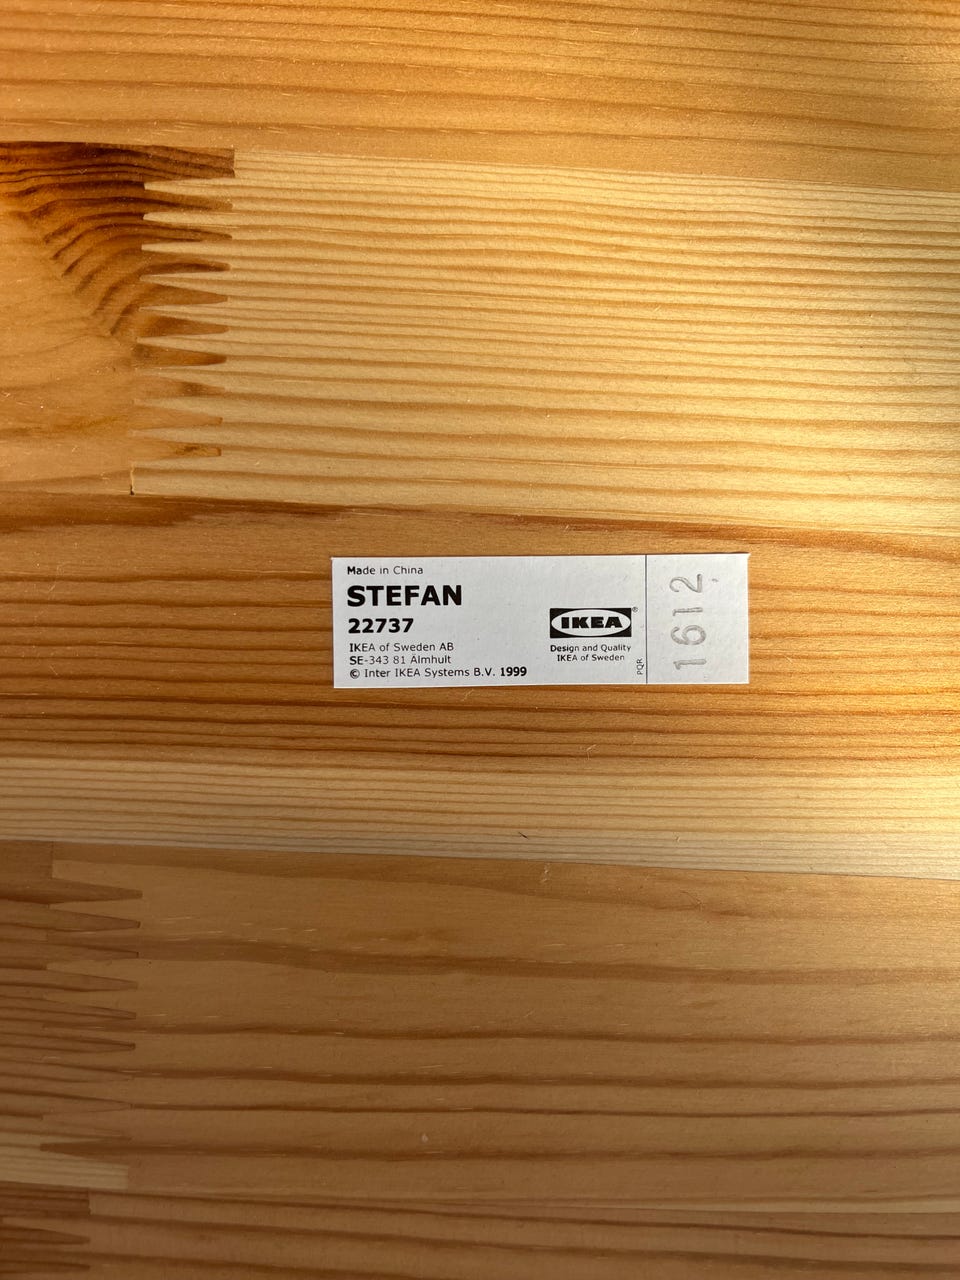 Made in China
STEFAN
22737
IKEA of Sweden AB
SE-343 81 Älmhult
© Inter IKEA Systems B.V. 1999
IKEA®
Design and Quality
IKEA of Sweden
PQR
1612